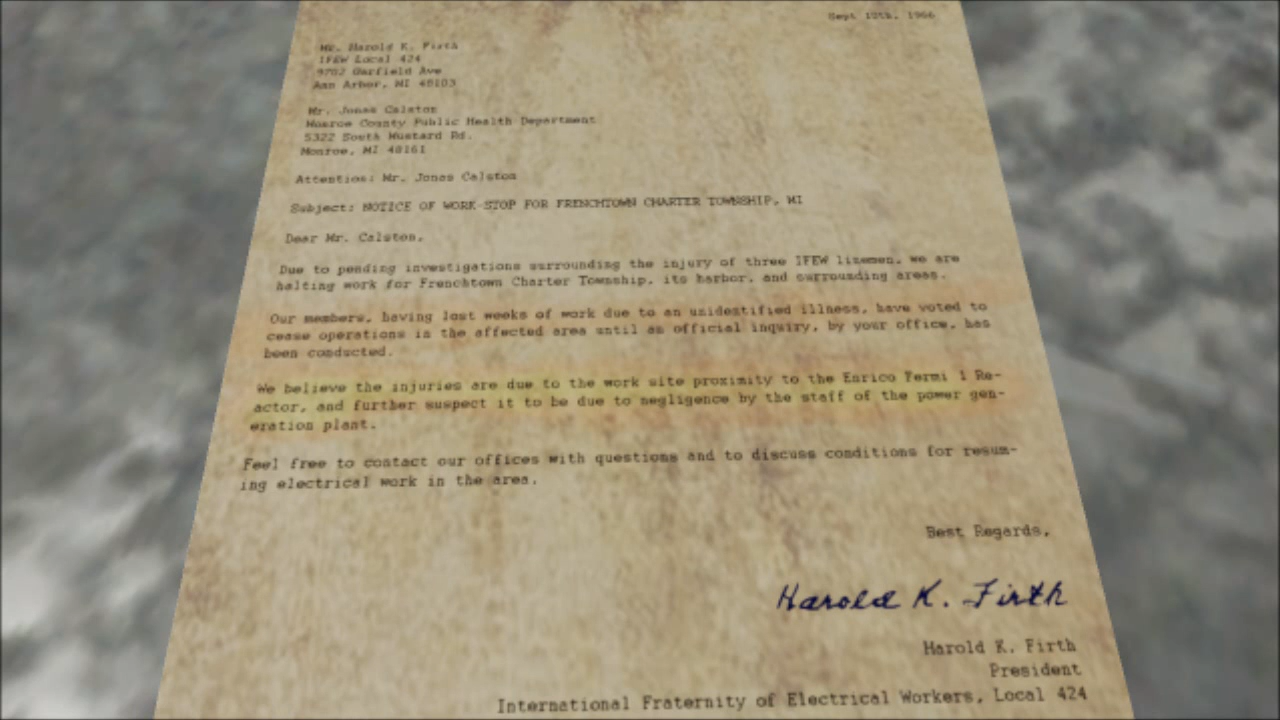 Sept 12th, 1966
Mr. Harold K. Firth
IFEW Local 424
9702 Garfield Ave
Ann Arbor, MI 48103
Mr. Jonas Calston
Monroe County Public Health Department
5322 South Mustard Rd.
Monroe, MI 48161
Attention: Mr. Jonas Calston
Subject: NOTICE OF WORK-STOP FOR FRENCHTOWN CHARTER TOWNSHIP, MI
Dear Mr. Calston,
Due to pending investigations surrounding the injury of three IFEW linemen, we are
halting work for Frenchtown Charter Township, its harbor, and surrounding areas.
Our members, having lost weeks of work due to an unidentified illness, have voted to
cease operations in the affected area until an official inquiry, by your office, has
been conducted.
We believe the injuries are due to the work site proximity to the Enrico Fermi 1 Re-
actor, and further suspect it to be due to negligence by the staff of the power gen-
eration plant.
Feel free to contact our offices with questions and to discuss conditions for resum-
ing electrical work in the area.
Best Regards,
Harold K. Firth
Harold K. Firth
President
International Fraternity of Electrical Workers, Local 424